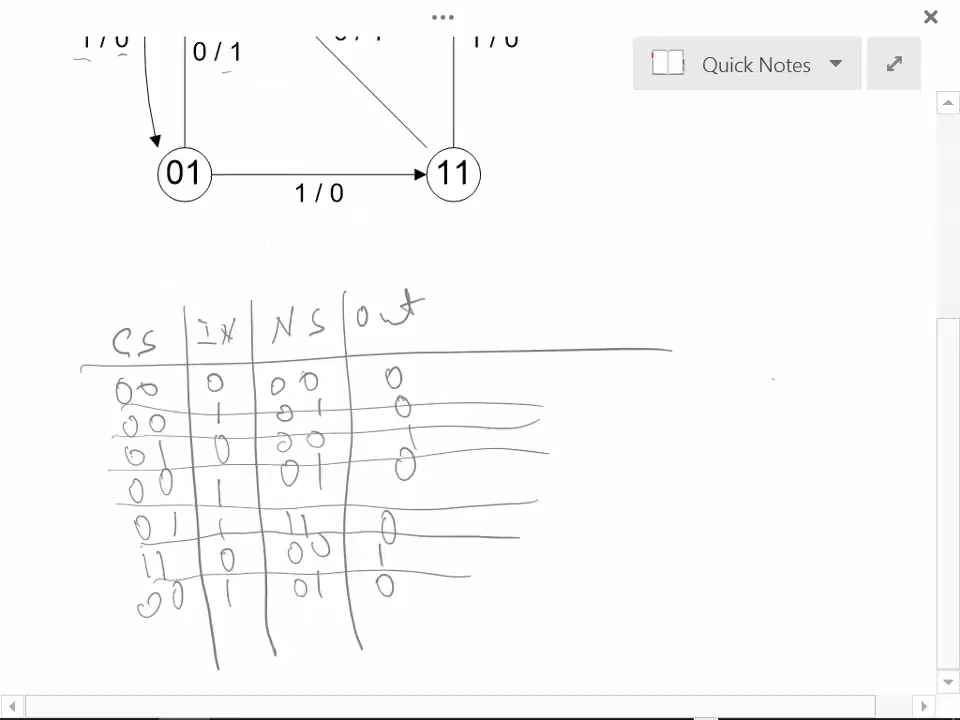 1 / 0
0 / 1
1 / 0
Quick Notes
01
11
1 / 0
CS IN NS Out
00 0 00 0
00 1 01 0
01 0 00 1
00 1 01 0
01 1 11 0
11 0 00 1
00 1 01 0